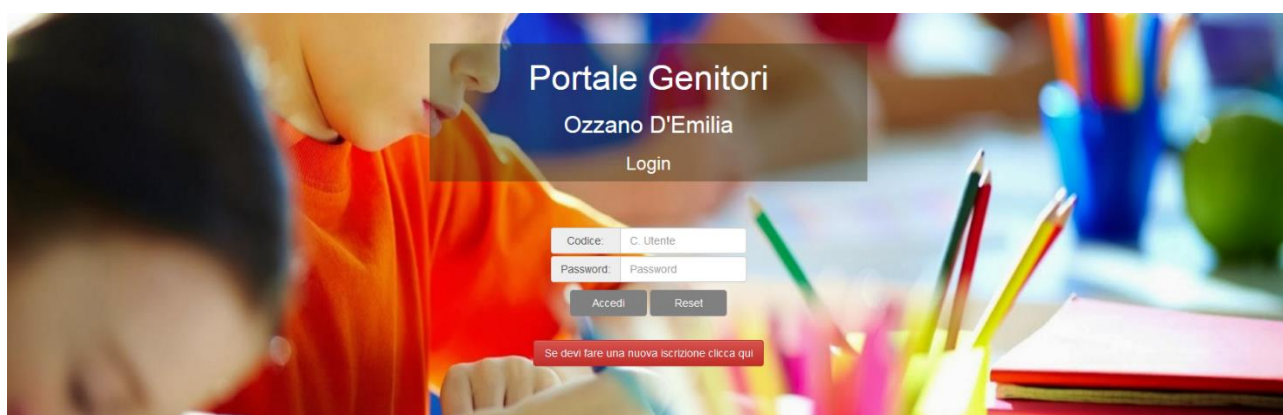 Portale Genitori
Ozzano D'Emilia
Login
Codice: C. Utente
Password: Password
Accedi Reset
Se devi fare una nuova iscrizione clicca qui